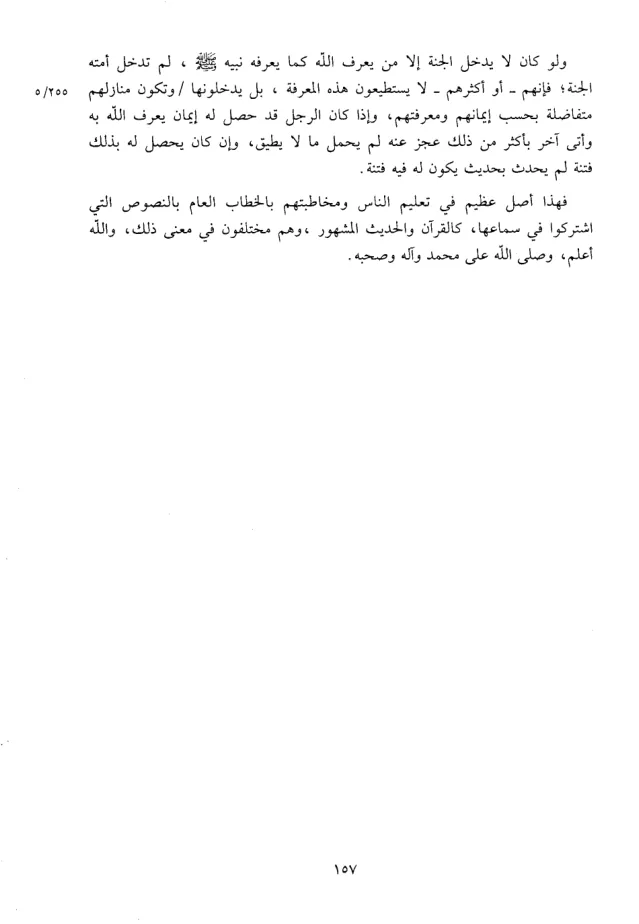 ولو كان لا يدخل الجنة إلا من يعرف الله كما يعرفه نبيه ﷺ ، لم تدخل أمته
الجنة؛ فإنهم ـ أو أكثرهم ـ لا يستطيعون هذه المعرفة ، بل يدخلونها / وتكون منازلهم
٥/٢٥٥
متفاضلة بحسب إيمانهم ومعرفتهم، وإذا كان الرجل قد حصل له إيمان يعرف الله به
وأتى آخر بأكثر من ذلك عجز عنه لم يحمل ما لا يطيق، وإن كان يحصل له بذلك
فتنة لم يحدث بحديث يكون له فيه فتنة.
فهذا أصل عظيم في تعليم الناس ومخاطبتهم بالخطاب العام بالنصوص التي
اشتركوا في سماعها، كالقرآن والحديث المشهور ،وهم مختلفون في معنى ذلك، والله
أعلم، وصلى الله على محمد وآله وصحبه.
١٥٧